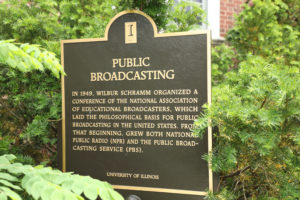 I
PUBLIC
BROADCASTING
IN 1949, WILBUR SCHRAMM ORGANIZED A
CONFERENCE OF THE NATIONAL ASSOCIATION
OF EDUCATIONAL BROADCASTERS, WHICH
LAID THE PHILOSOPHICAL BASIS FOR PUBLIC
BROADCASTING IN THE UNITED STATES. FROM
THAT BEGINNING, GREW BOTH NATIONAL
PUBLIC RADIO (NPR) AND THE PUBLIC BROAD-
CASTING SERVICE (PBS).
UNIVERSITY OF ILLINOIS